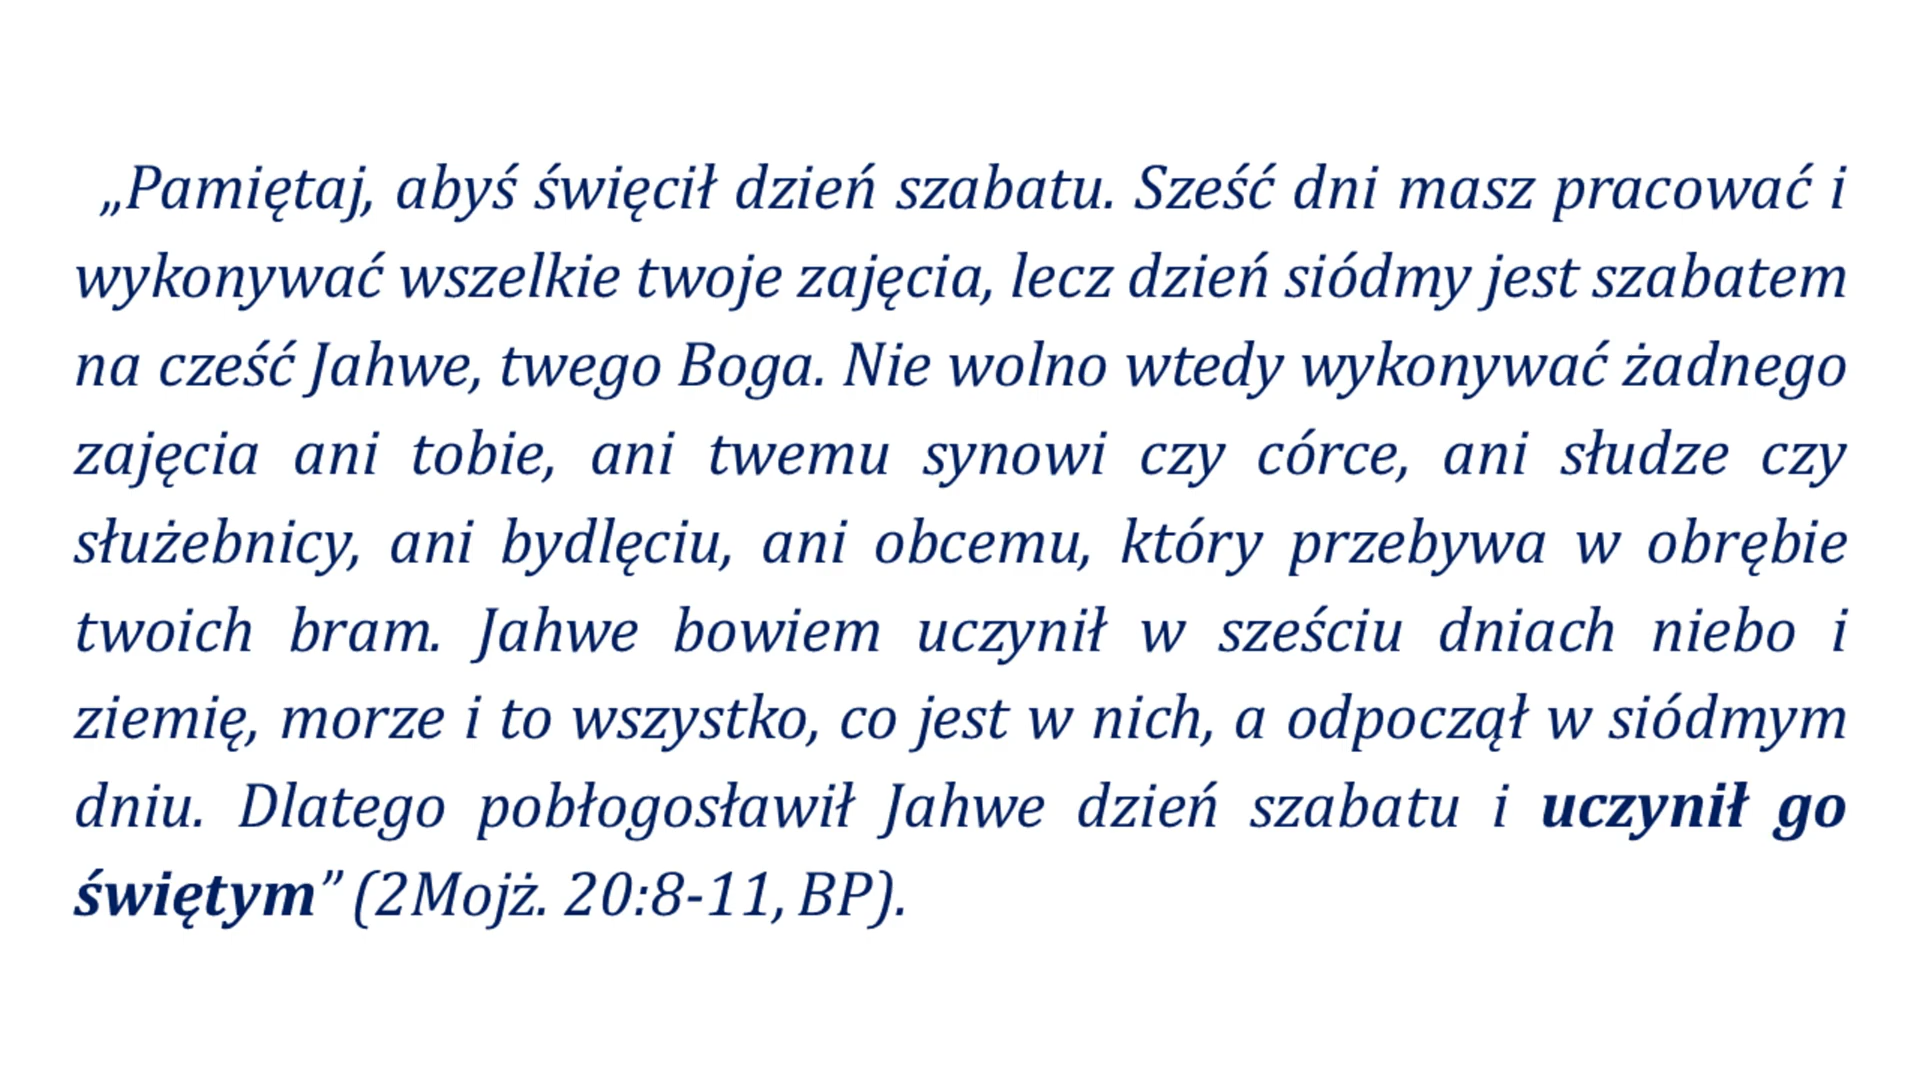 „Pamiętaj, abyś święcił dzień szabatu. Sześć dni masz pracować i
wykonywać wszelkie twoje zajęcia, lecz dzień siódmy jest szabatem
na cześć Jahwe, twego Boga. Nie wolno wtedy wykonywać żadnego
zajęcia ani tobie, ani twemu synowi czy córce, ani słudze czy
służebnicy, ani bydlęciu, ani obcemu, który przebywa w obrębie
twoich bram. Jahwe bowiem uczynił w sześciu dniach niebo i
ziemię, morze i to wszystko, co jest w nich, a odpoczął w siódmym
dniu. Dlatego pobłogosławił Jahwe dzień szabatu i uczynił go
świętym” (2Mojż. 20:8-11, BP).